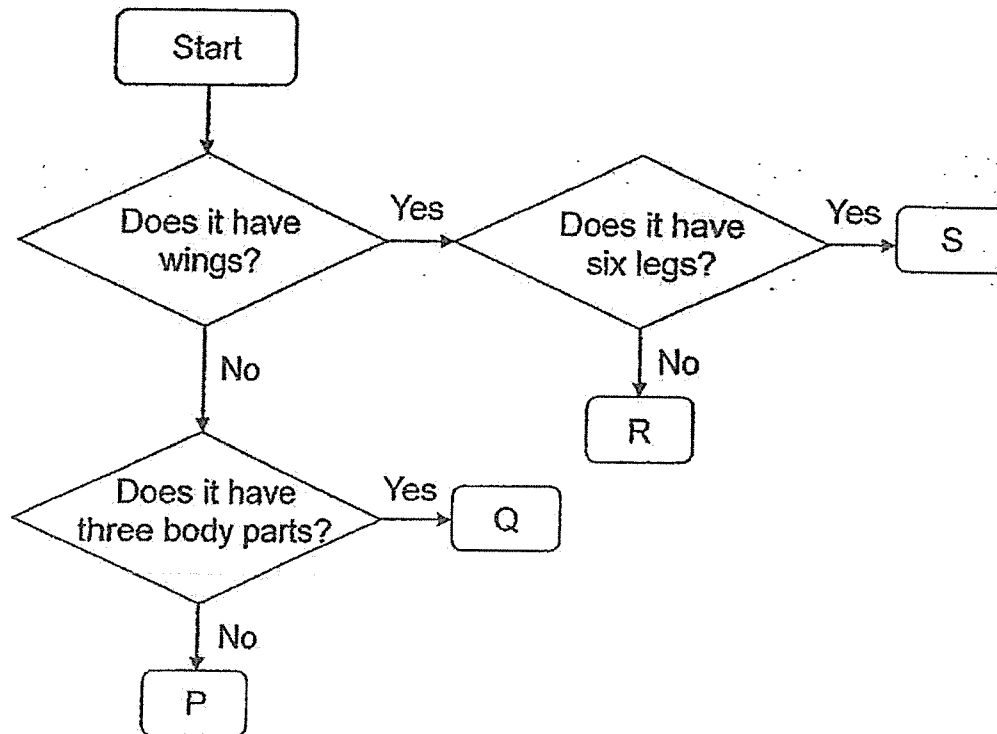 Start
Does it have
wings?
Yes
Does it have
six legs?
Yes
S
No
No
R
Does it have
three body parts?
Yes
Q
No
P